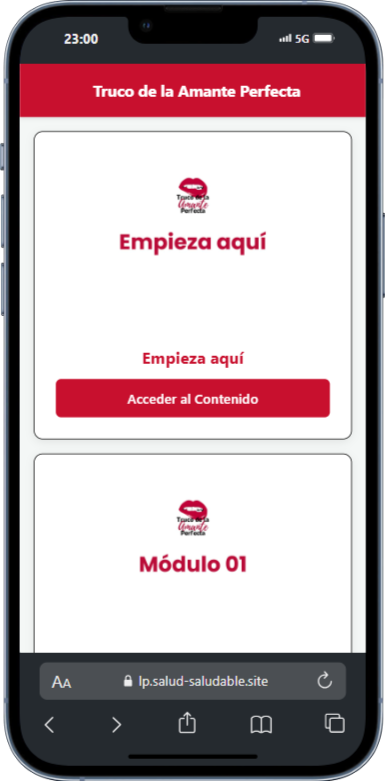 23:00
5G
Truco de la Amante Perfecta
Truco de la
Amante
Perfecta
Empieza aquí
Empieza aquí
Acceder al Contenido
Truco de la
Amante
Perfecta
Módulo 01
AA
lp.salud-saludable.site